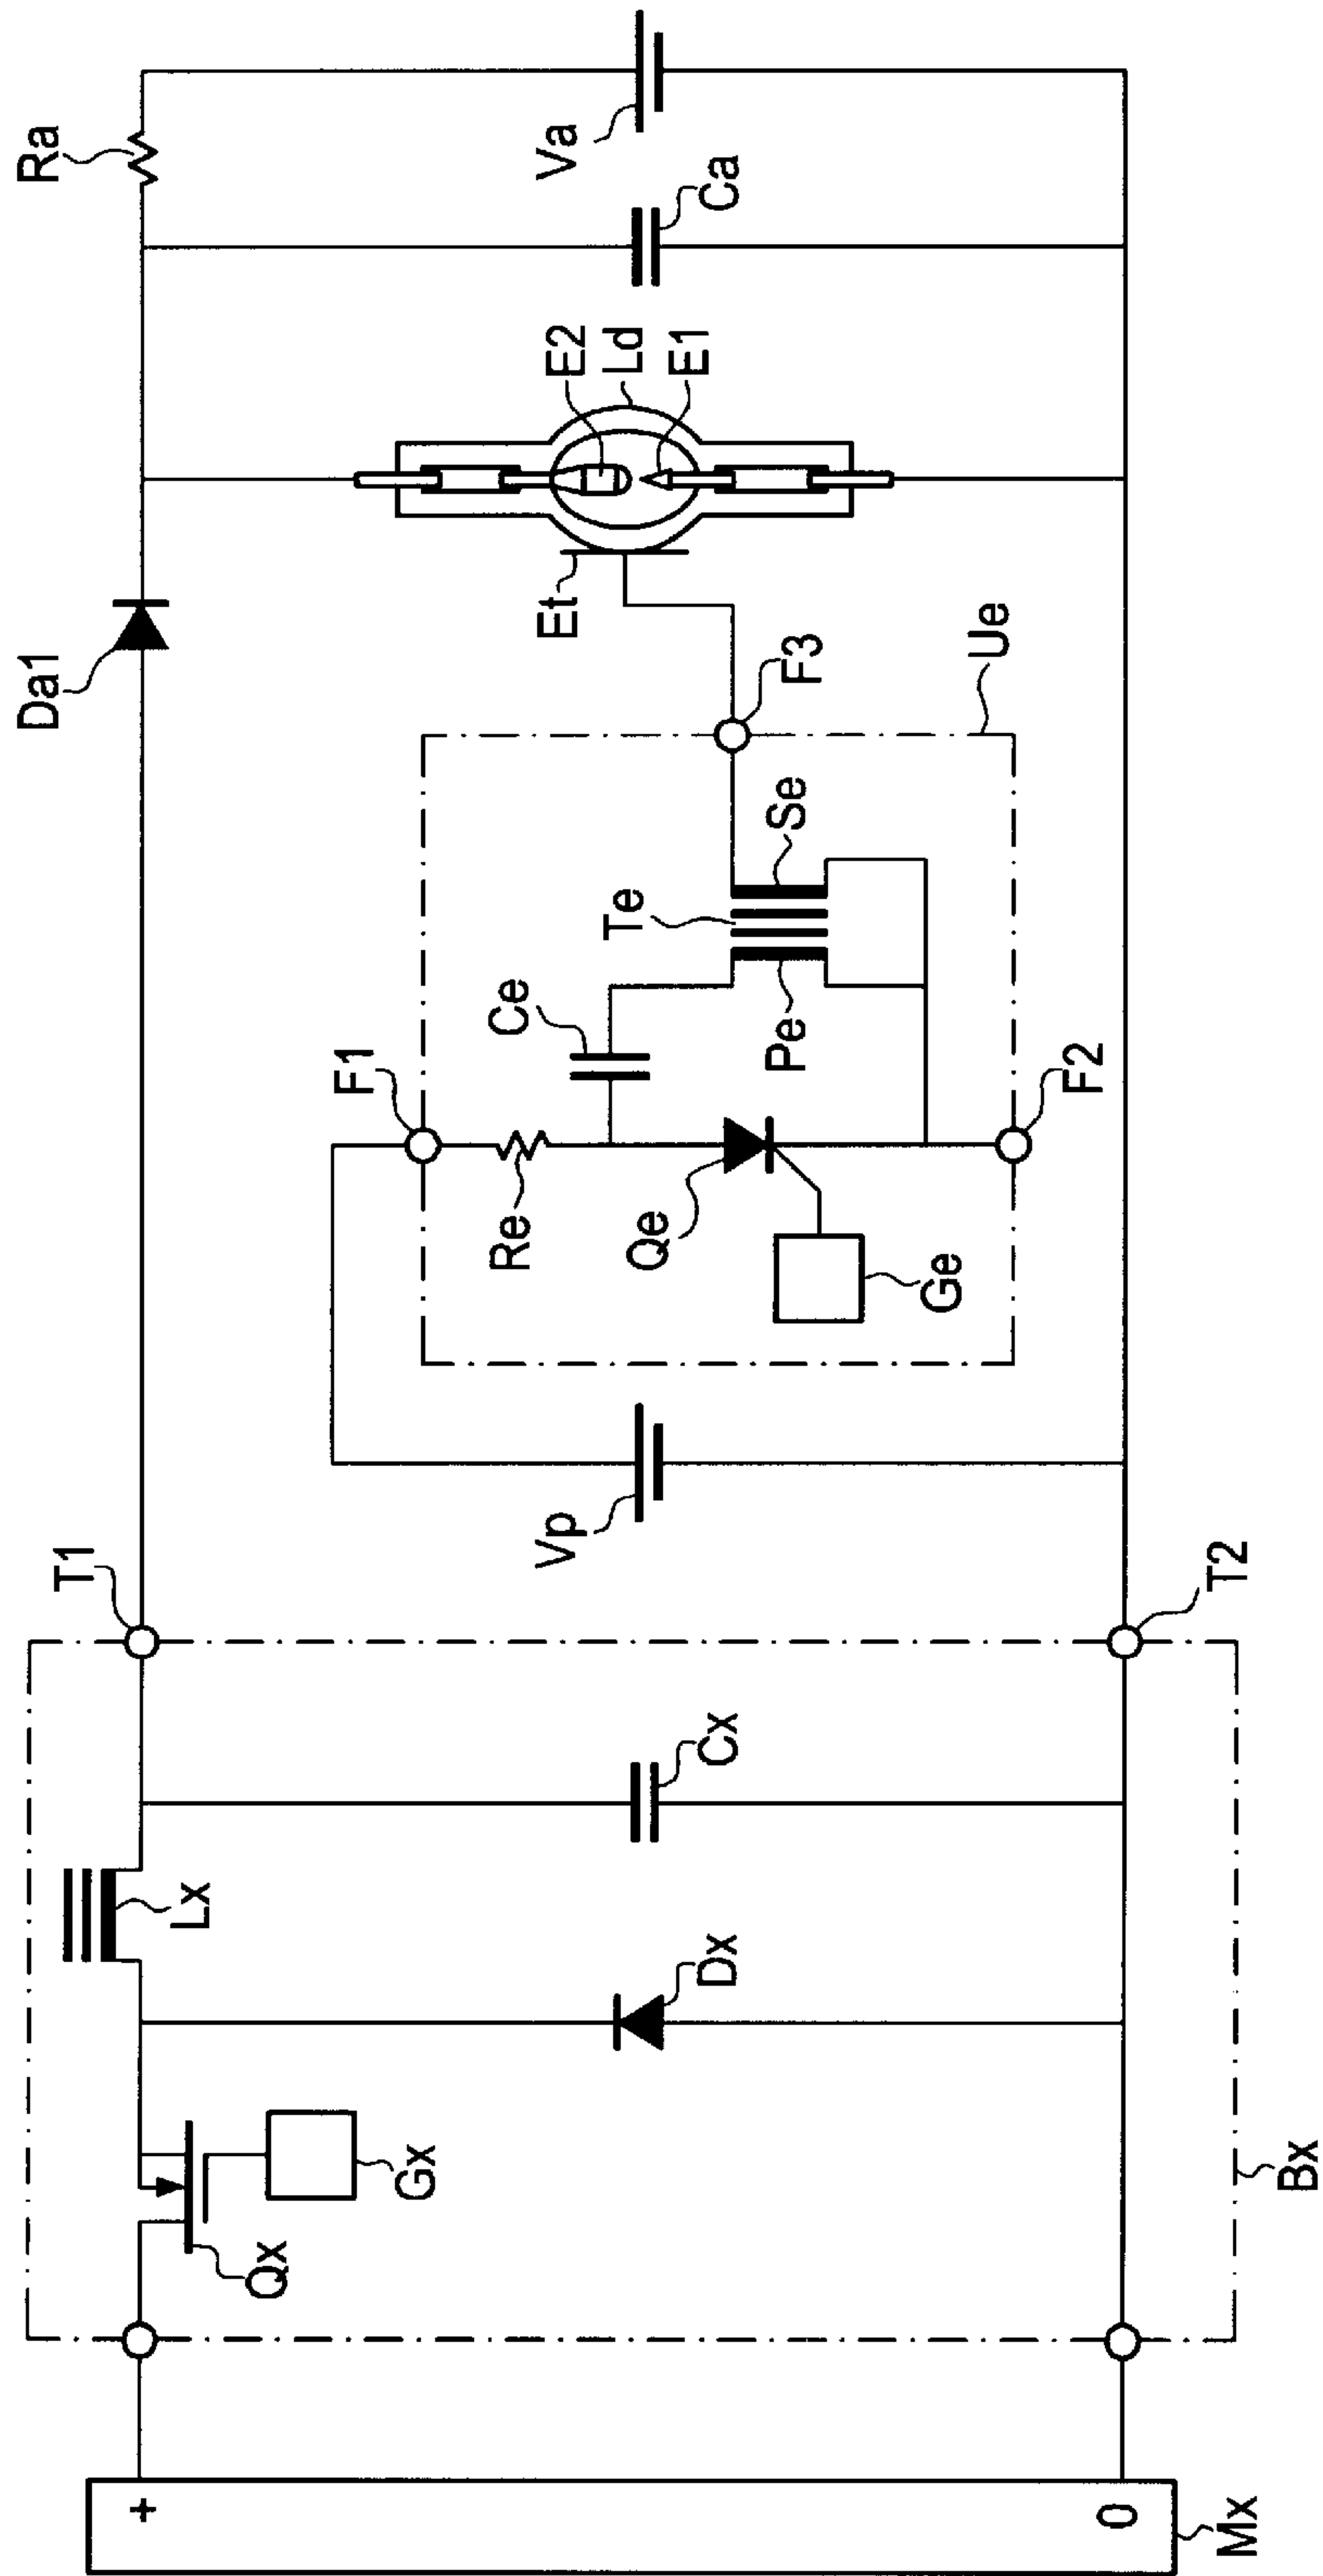 Ra
Va
Ca
E2
Ld
E1
Da1
Et
F3
Ue
Se
Te
Ce
Pe
F1
F2
Re
Qe
Ge
Vp
T1
T2
Lx
Cx
Dx
Gx
Qx
Bx
+
0
Mx